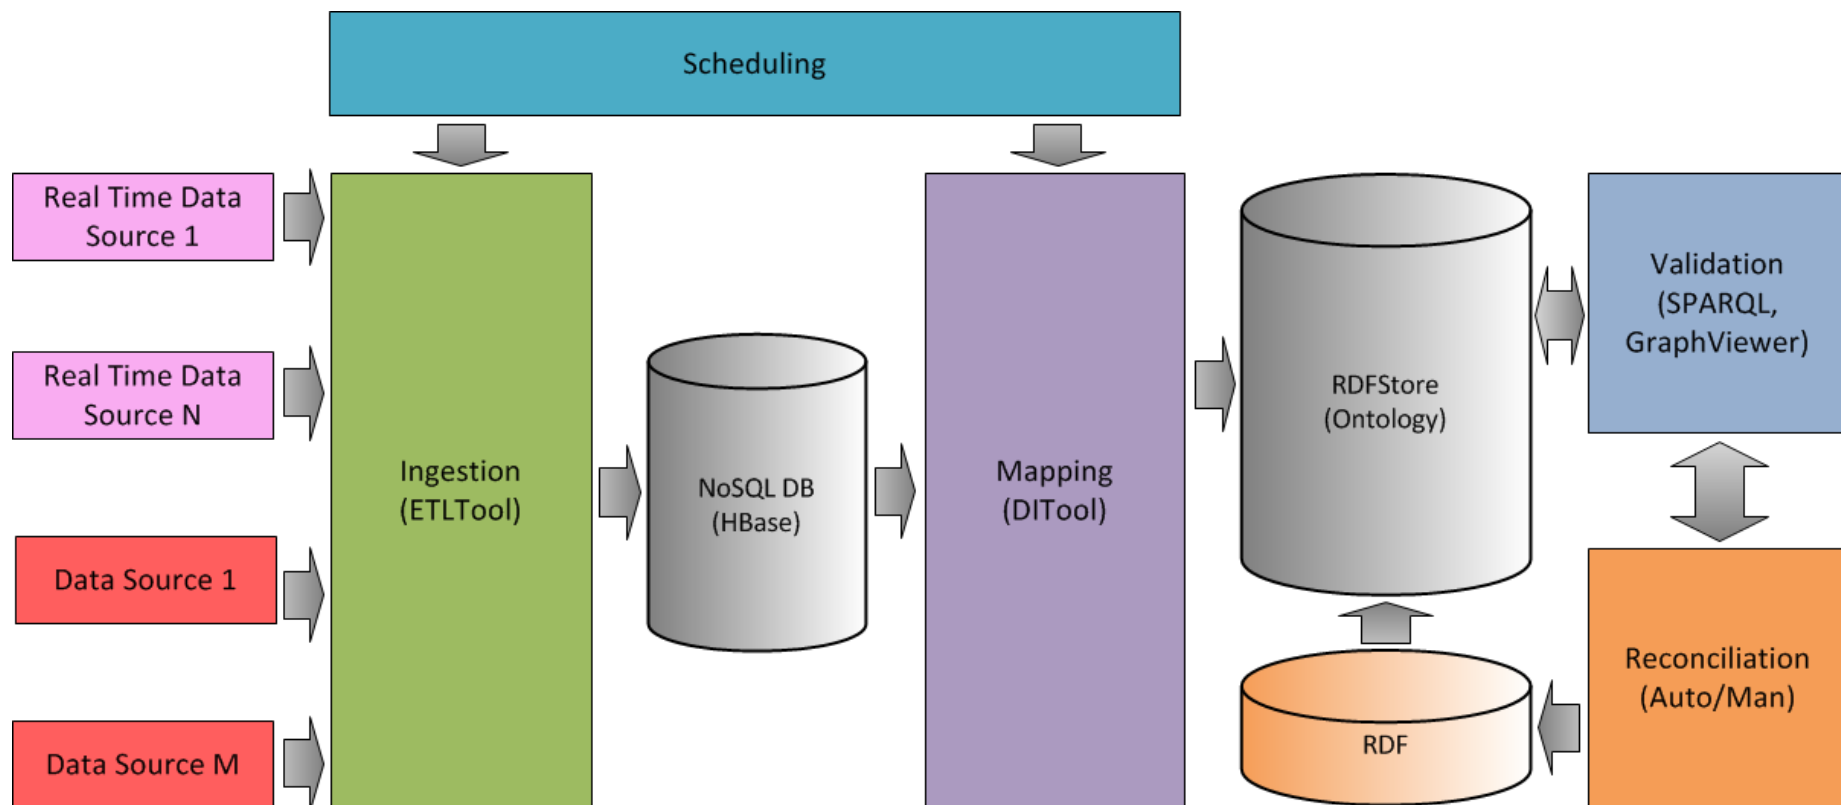 Scheduling
Real Time Data
Source 1
Real Time Data
Source N
Data Source 1
Data Source M
Ingestion
(ETLTool)
NoSQL DB
(HBase)
Mapping
(DITool)
RDFStore
(Ontology)
Validation
(SPARQL,
GraphViewer)
Reconciliation
(Auto/Man)
RDF